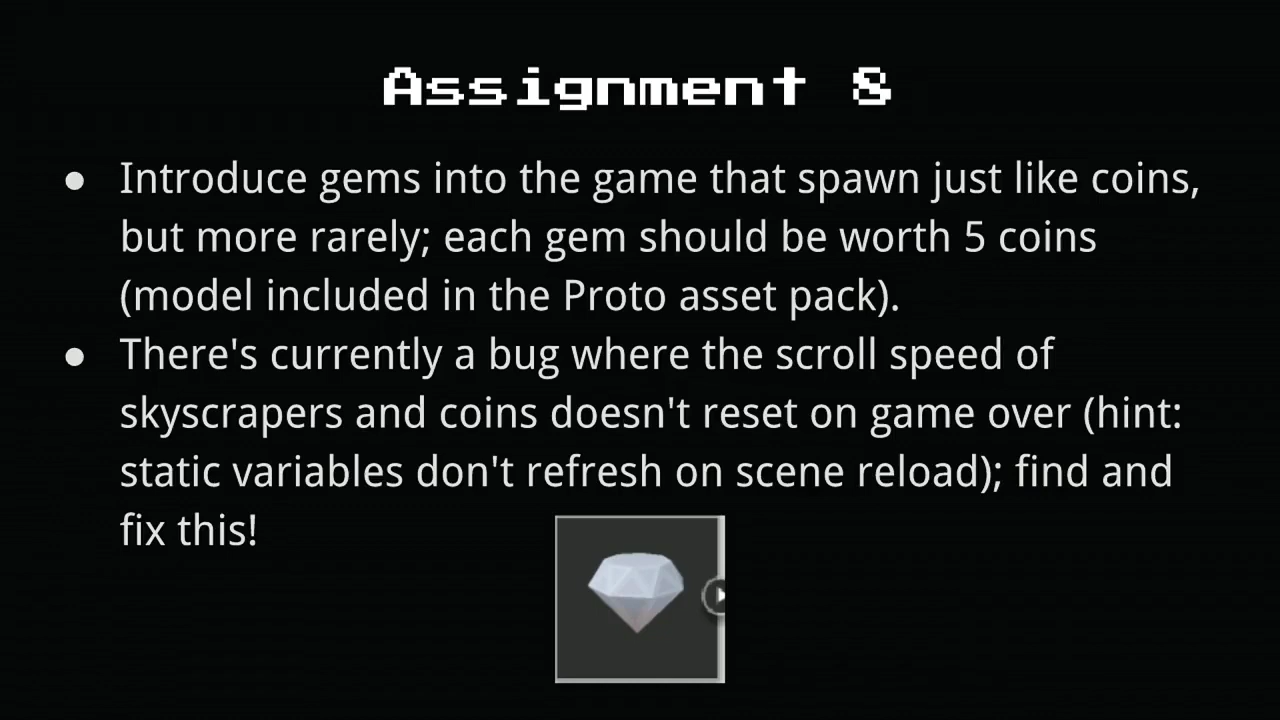 Assignment 8
● Introduce gems into the game that spawn just like coins,
but more rarely; each gem should be worth 5 coins
(model included in the Proto asset pack).
● There's currently a bug where the scroll speed of
skyscrapers and coins doesn't reset on game over (hint:
static variables don't refresh on scene reload); find and
fix this!